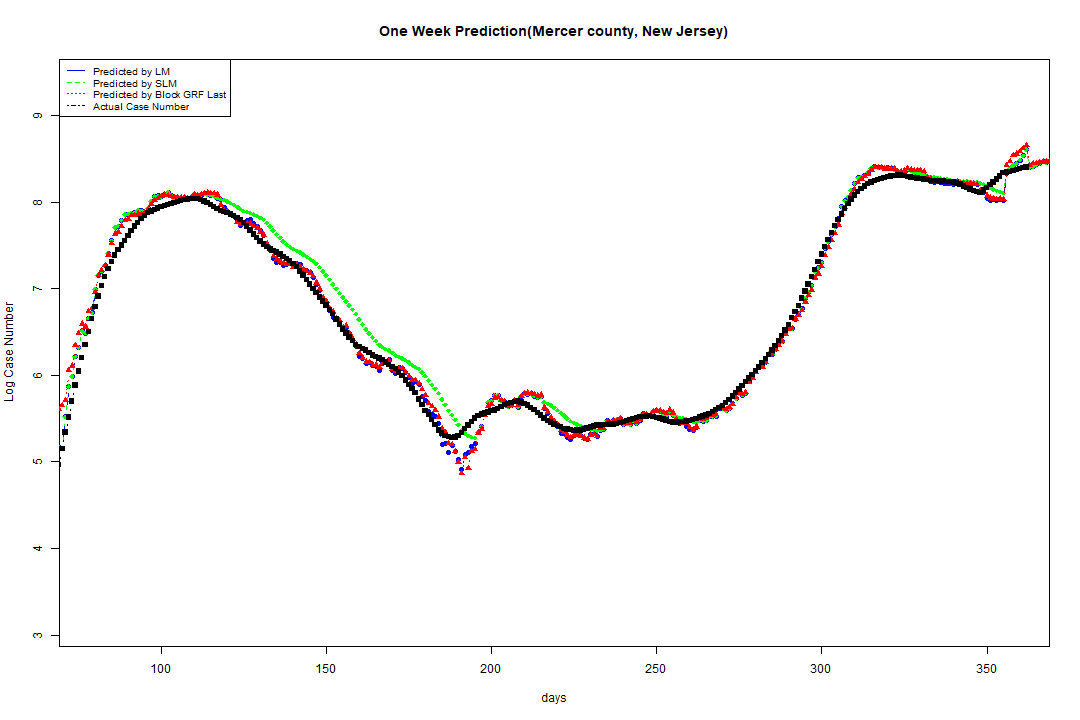 One Week Prediction(Mercer county, New Jersey)
Predicted by LM
Predicted by SLM
Predicted by Block GRF Last
Actual Case Number
9
8
7
6
5
4
3
Log Case Number
100 150 200 250 300 350
days